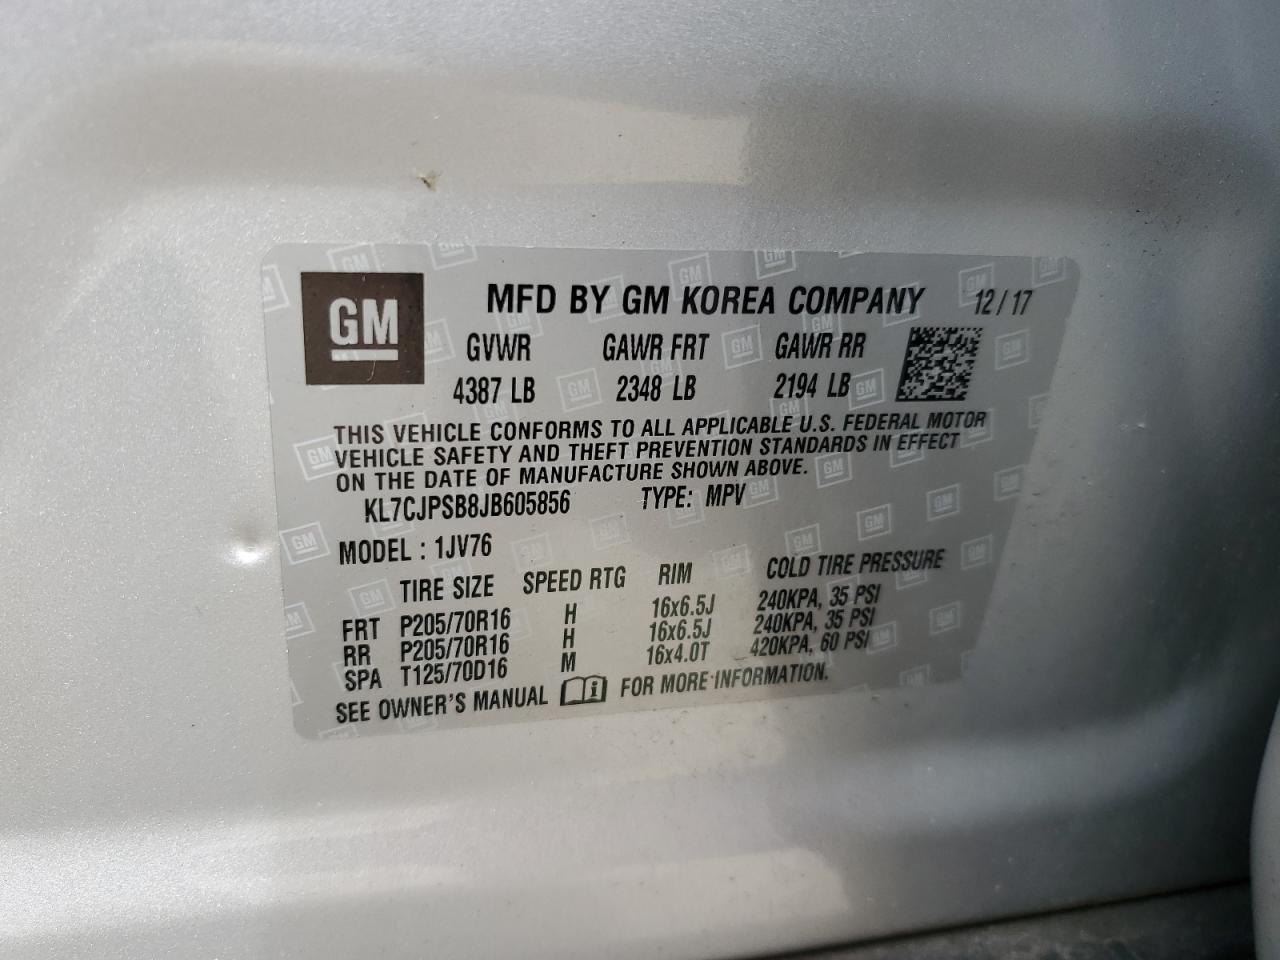 GM
MFD BY GM KOREA COMPANY 12/17
GVWR GAWR FRT GAWR RR
4387 LB 2348 LB 2194 LB
THIS VEHICLE CONFORMS TO ALL APPLICABLE U.S. FEDERAL MOTOR
VEHICLE SAFETY AND THEFT PREVENTION STANDARDS IN EFFECT
ON THE DATE OF MANUFACTURE SHOWN ABOVE.
KL7CJPSB8JB605856 TYPE: MPV
MODEL : 1JV76
TIRE SIZE SPEED RTG RIM COLD TIRE PRESSURE
FRT P205/70R16 H 16x6.5J 240KPA, 35 PSI
RR P205/70R16 H 16x6.5J 240KPA, 35 PSI
SPA T125/70D16 M 16x4.0T 420KPA, 60 PSI
SEE OWNER'S MANUAL i FOR MORE INFORMATION.